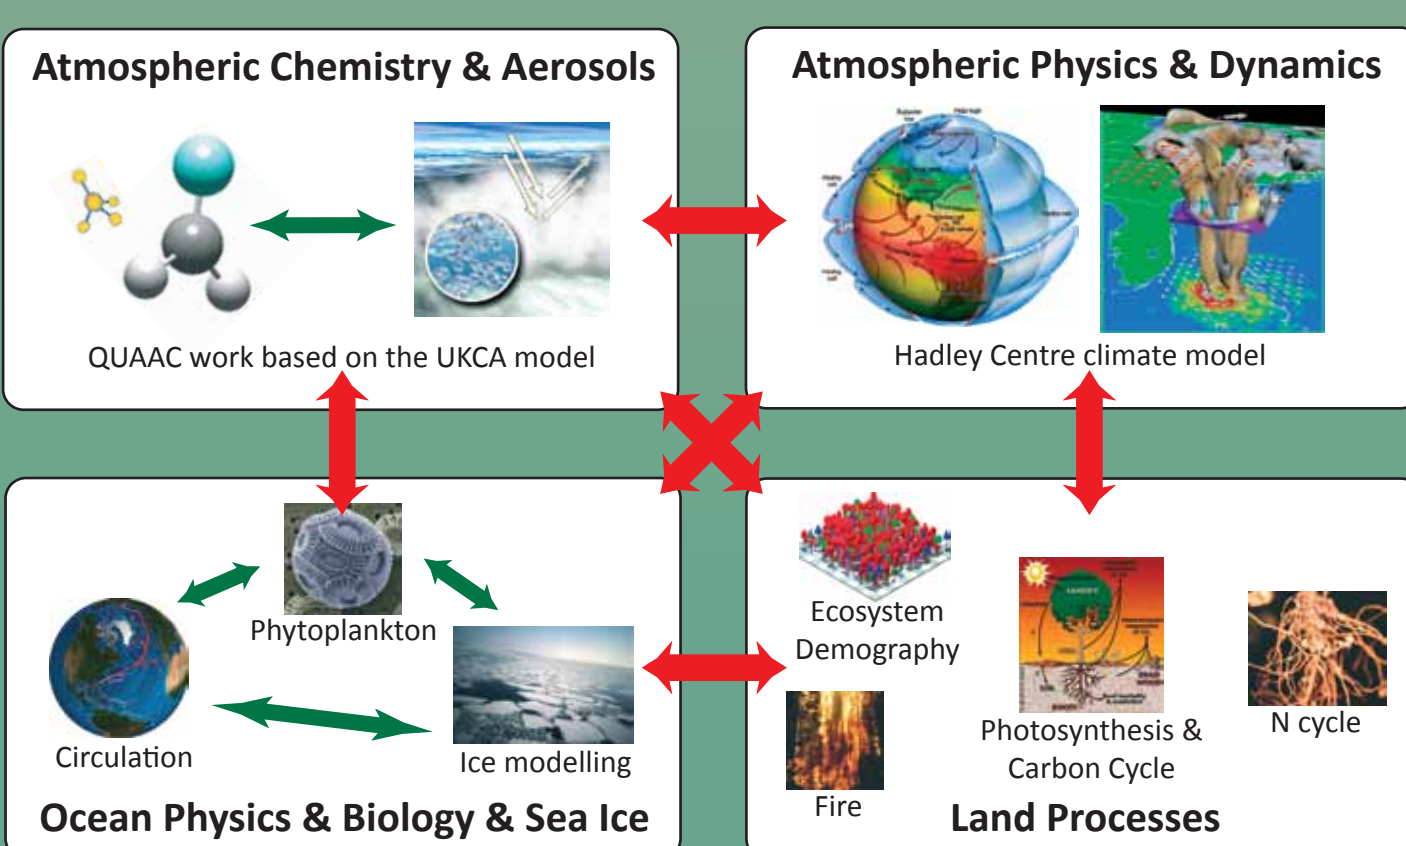 Atmospheric Chemistry & Aerosols
QUAAC work based on the UKCA model
Atmospheric Physics & Dynamics
Hadley Centre climate model
Phytoplankton
Circulation
Ice modelling
Ocean Physics & Biology & Sea Ice
Ecosystem
Demography
Fire
Photosynthesis &
Carbon Cycle
N cycle
Land Processes